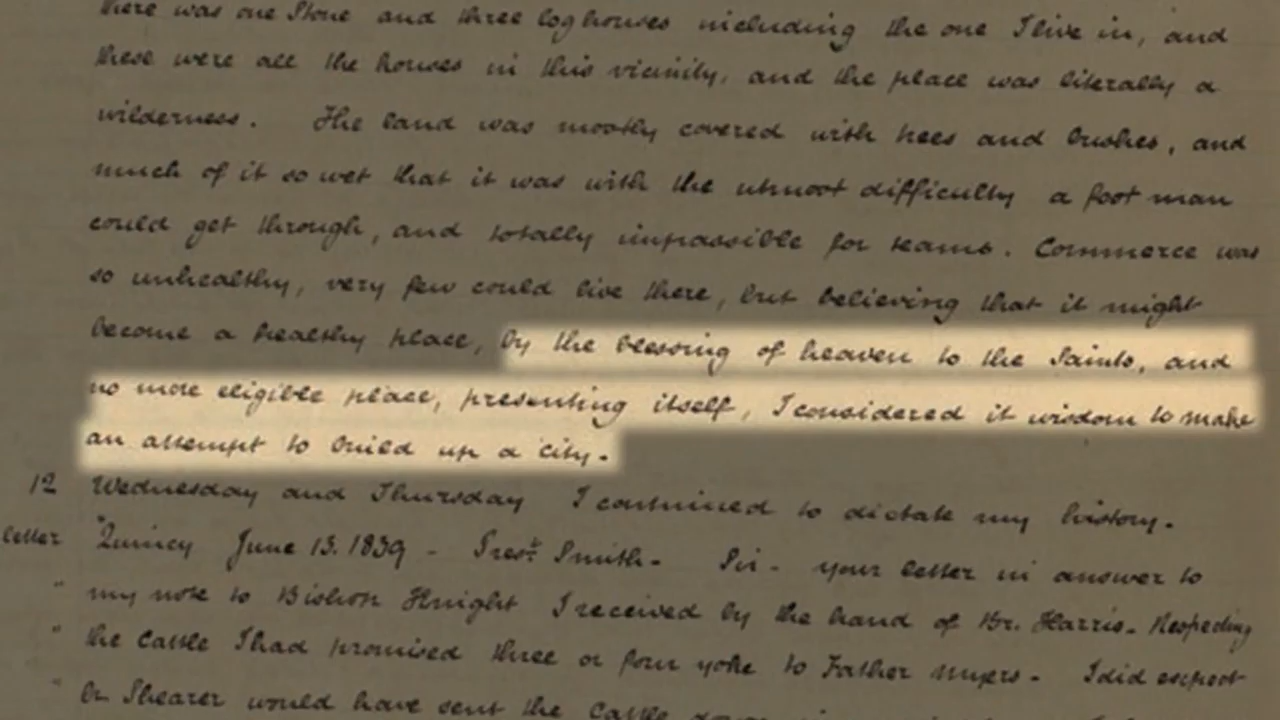 there was one Stone and three log houses including the one I live in, and
these were all the houses in this vicinity, and the place was literally a
wilderness. The land was mostly covered with trees and bushes, and
much of it so wet that it was with the utmost difficulty a foot man
could get through, and totally impassible for teams. Commerce was
so unhealthy, very few could live there, but believing that it might
become a healthy place, by the blessing of heaven to the Saints, and
no more eligible place, presenting itself, I considered it wisdom to make
an attempt to build up a city.
12 Wednesday and Thursday I continued to dictate my history.
letter "Quincy June 13. 1839 - Prest. Smith - Sir - your letter in answer to
" my note to Bishop Knight I received by the hand of Br. Harris. Respecting
" the Cattle I had promised three or four yoke to Father Myers. I did expect
" Dr Shearer would have sent the Cattle down